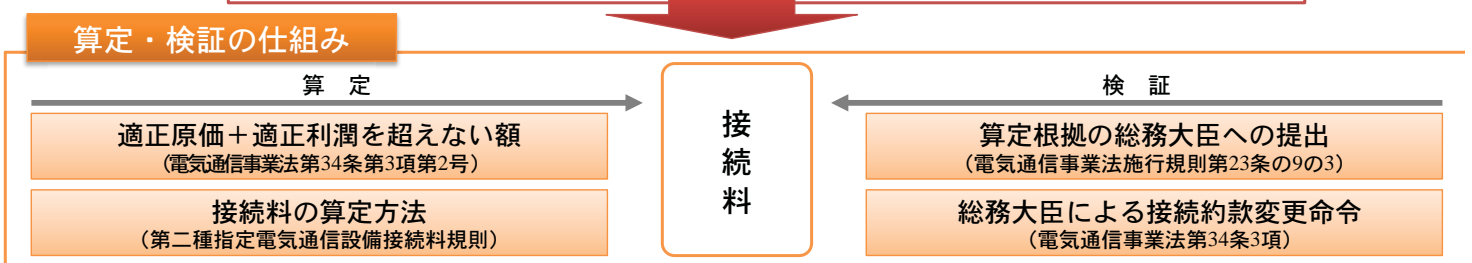 算定・検証の仕組み
算 定
適正原価+適正利潤を超えない額
(電気通信事業法第34条第3項第2号)
接続料の算定方法
(第二種指定電気通信設備接続料規則)
接続料
検 証
算定根拠の総務大臣への提出
(電気通信事業法施行規則第23条の9の3)
総務大臣による接続約款変更命令
(電気通信事業法第34条3項)